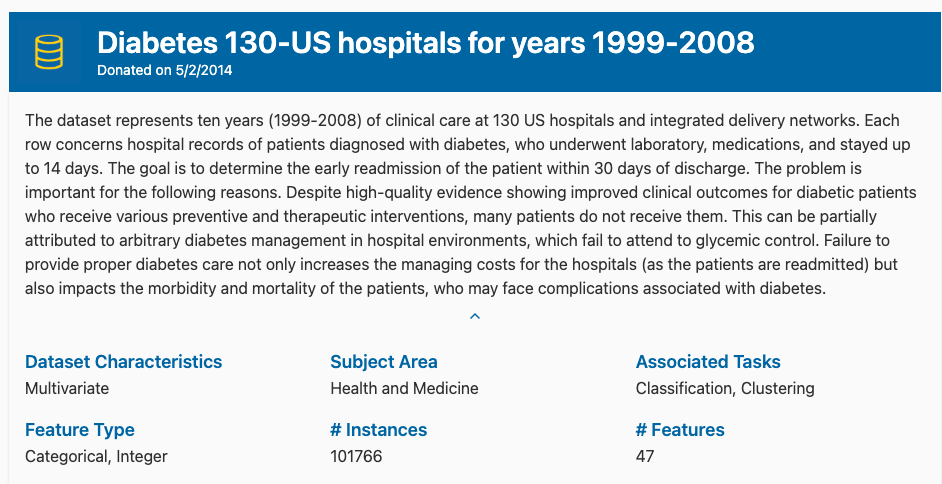 Diabetes 130-US hospitals for years 1999-2008
Donated on 5/2/2014
The dataset represents ten years (1999-2008) of clinical care at 130 US hospitals and integrated delivery networks. Each
row concerns hospital records of patients diagnosed with diabetes, who underwent laboratory, medications, and stayed up
to 14 days. The goal is to determine the early readmission of the patient within 30 days of discharge. The problem is
important for the following reasons. Despite high-quality evidence showing improved clinical outcomes for diabetic patients
who receive various preventive and therapeutic interventions, many patients do not receive them. This can be partially
attributed to arbitrary diabetes management in hospital environments, which fail to attend to glycemic control. Failure to
provide proper diabetes care not only increases the managing costs for the hospitals (as the patients are readmitted) but
also impacts the morbidity and mortality of the patients, who may face complications associated with diabetes.
Dataset Characteristics
Multivariate
Subject Area
Health and Medicine
Associated Tasks
Classification, Clustering
Feature Type
Categorical, Integer
# Instances
101766
# Features
47